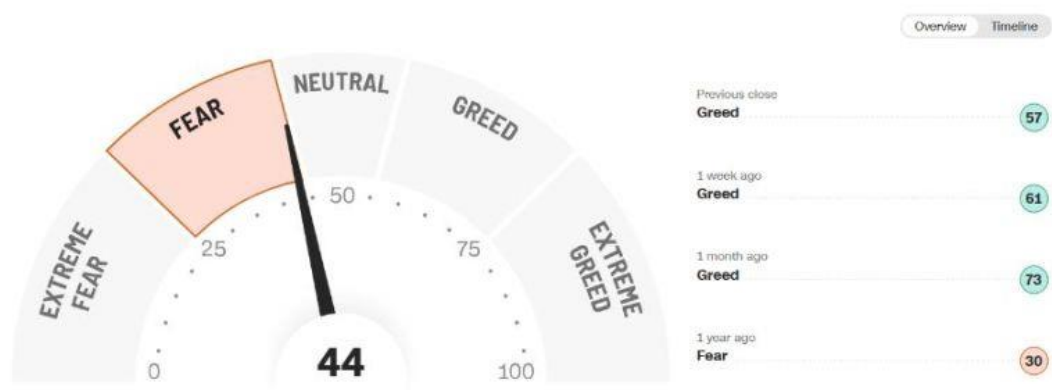 Overview Timeline
EXTREME
FEAR
FEAR
NEUTRAL
GREED
EXTREME
GREED
0
25
50
75
100
44
Previous close
Greed
57
1 week ago
Greed
61
1 month ago
Greed
73
1 year ago
Fear
30